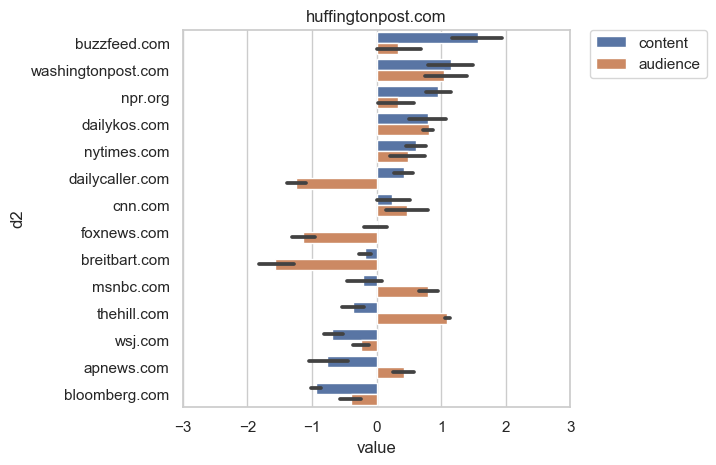 huffingtonpost.com
buzzfeed.com
washingtonpost.com
npr.org
dailykos.com
nytimes.com
dailycaller.com
cnn.com
foxnews.com
breitbart.com
msnbc.com
thehill.com
wsj.com
apnews.com
bloomberg.com
d2
−3 −2 −1 0 1 2 3
value
content
audience